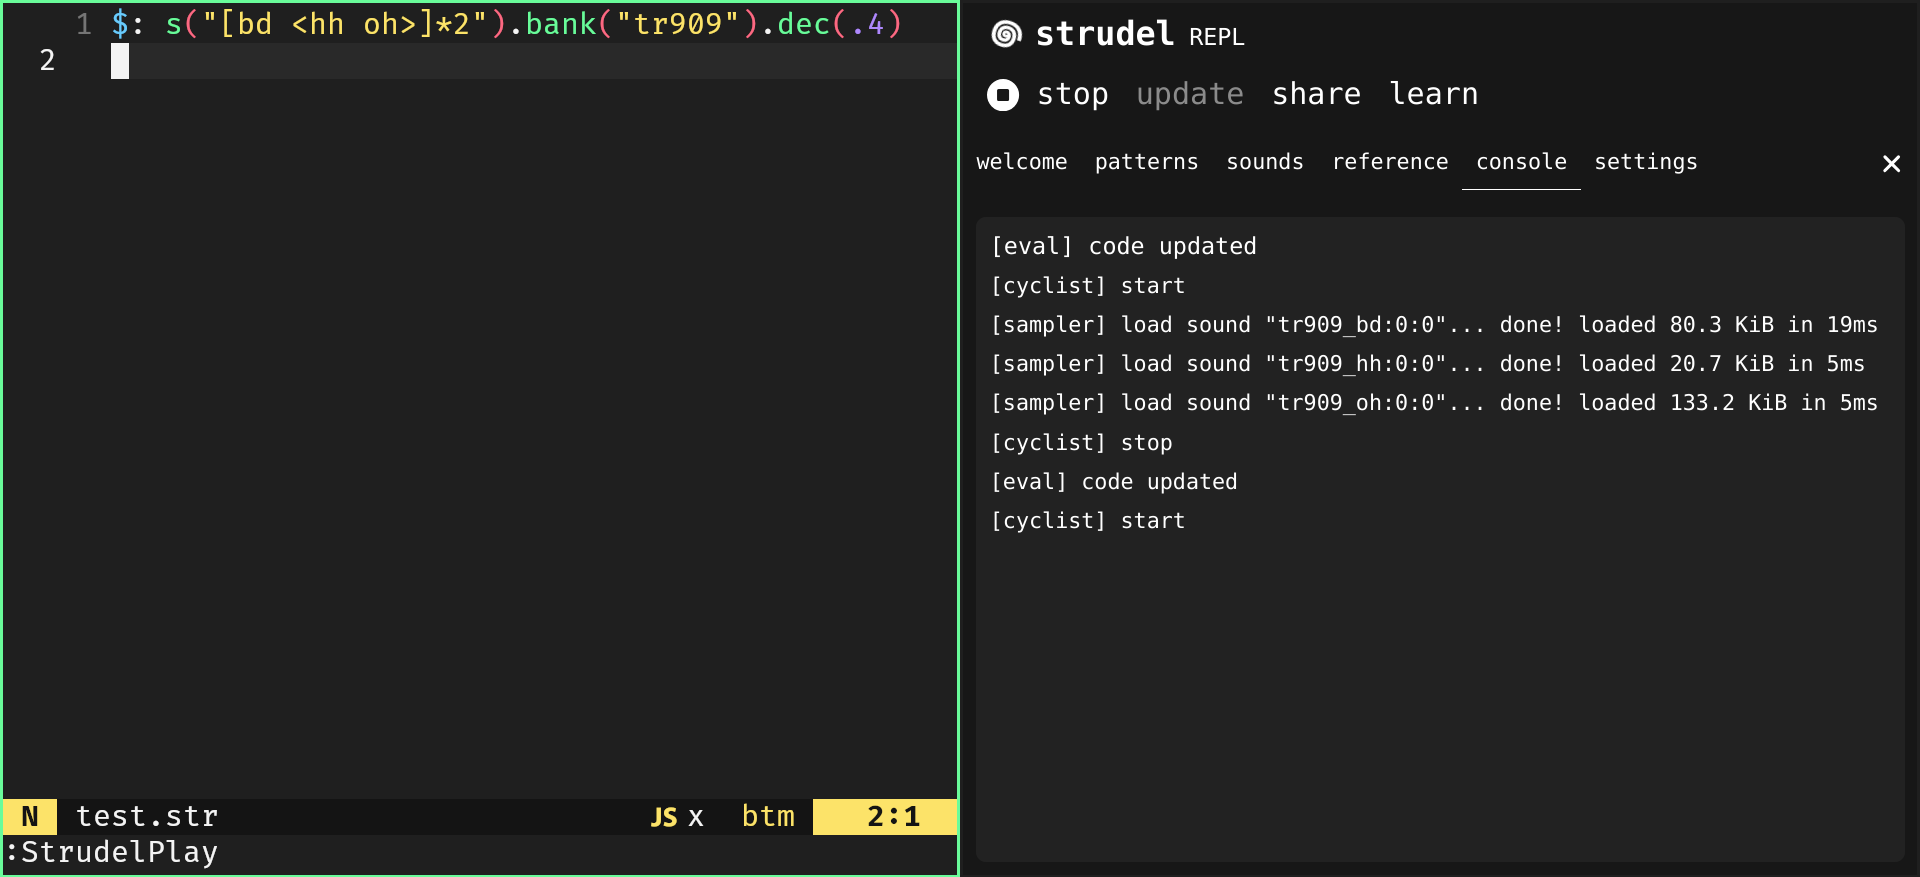 1 $: s("[bd <hh oh>]*2").bank("tr909").dec(.4)
2
N test.str JS x btm 2:1
:StrudelPlay
strudel REPL
stop update share learn
welcome patterns sounds reference console settings ×
[eval] code updated
[cyclist] start
[sampler] load sound "tr909_bd:0:0"... done! loaded 80.3 KiB in 19ms
[sampler] load sound "tr909_hh:0:0"... done! loaded 20.7 KiB in 5ms
[sampler] load sound "tr909_oh:0:0"... done! loaded 133.2 KiB in 5ms
[cyclist] stop
[eval] code updated
[cyclist] start